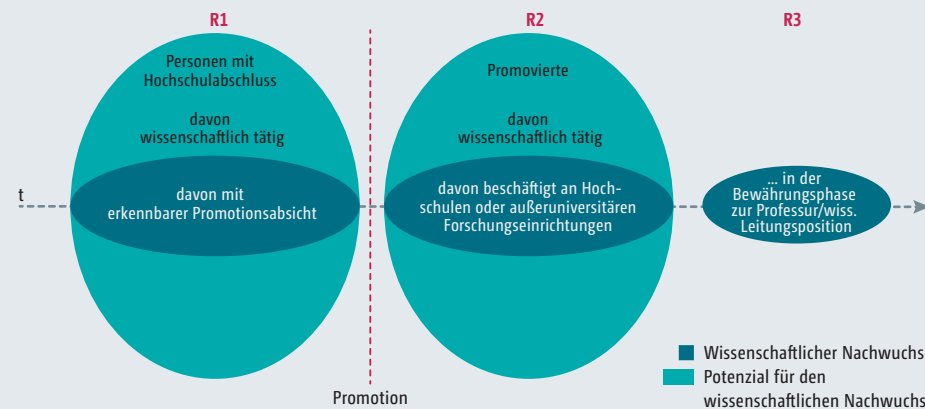 R1
R2
R3
Personen mit
Hochschulabschluss
davon
wissenschaftlich tätig
davon mit
erkennbarer Promotionsabsicht
Promovierte
davon
wissenschaftlich tätig
davon beschäftigt an Hoch-
schulen oder außeruniversitären
Forschungseinrichtungen
... in der
Bewährungsphase
zur Professur/wiss.
Leitungsposition
t
Promotion
Wissenschaftlicher Nachwuchs
Potenzial für den
wissenschaftlichen Nachwuchs